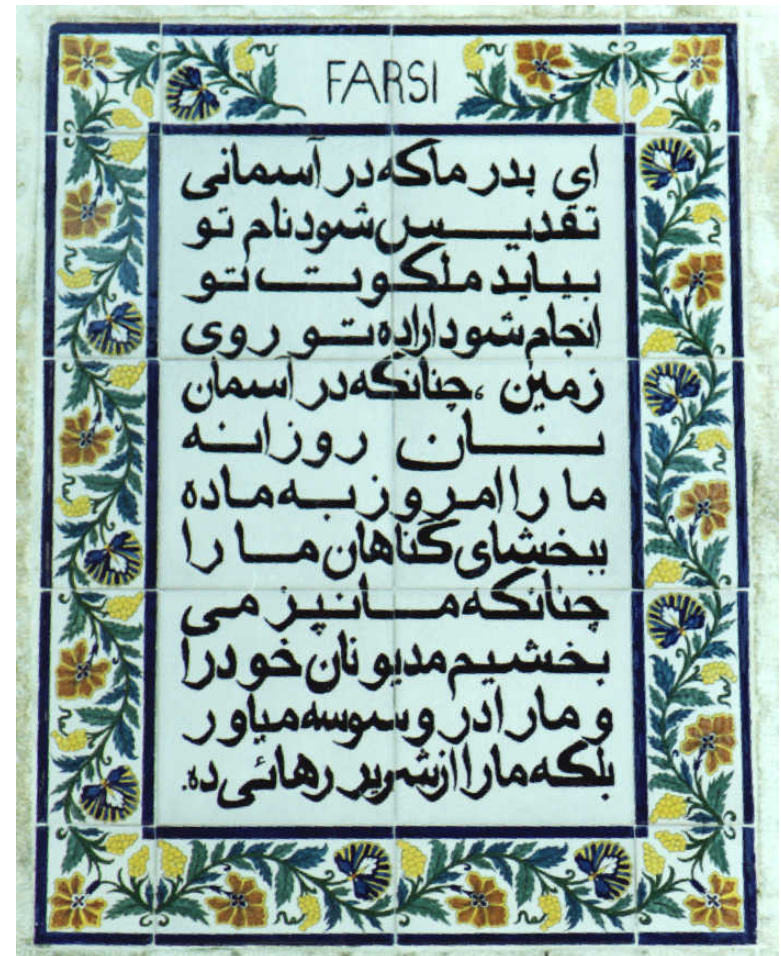 FARSI
ای پدر ما که در آسمانی
تقدیس شود نام تو
بیاید ملکوت تو
انجام شود اراده تو روی
زمین ، چنانکه در آسمان
نان روزانه
ما را امروز به ما ده
ببخشای گناهان ما را
چنانکه ما نیز می
بخشیم مدیونان خود را
و ما را در وسوسه میاور
بلکه ما را از شریر رهائی ده.